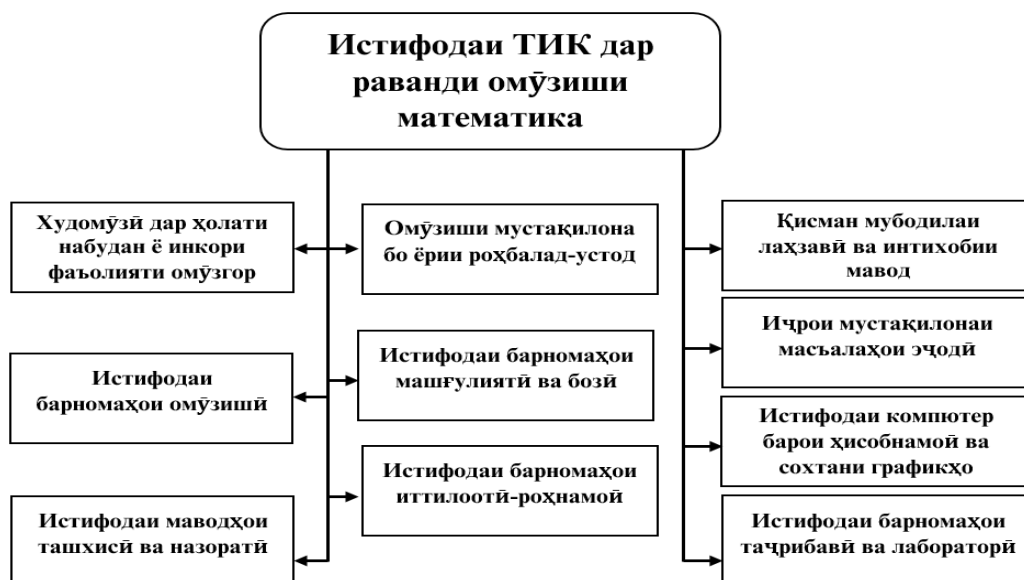 Истифодаи ТИК дар
раванди омӯзиши
математика
Худомӯзӣ дар ҳолати
набудан ё инкори
фаъолияти омӯзгор
Омӯзиши мустақилона
бо ёрии роҳбалад-устод
Қисман мубодилаи
лаҳзавӣ ва интихобии
мавод
Истифодаи
барномаҳои омӯзишӣ
Истифодаи барномаҳои
машғулиятӣ ва бозӣ
Иҷрои мустақилонаи
масъалаҳои эҷодӣ
Истифодаи маводҳои
ташхисӣ ва назоратӣ
Истифодаи барномаҳои
иттилоотӣ-роҳнамоӣ
Истифодаи компютер
барои ҳисобнамоӣ ва
сохтани графикҳо
Истифодаи барномаҳои
таҷрибавӣ ва лабораторӣ